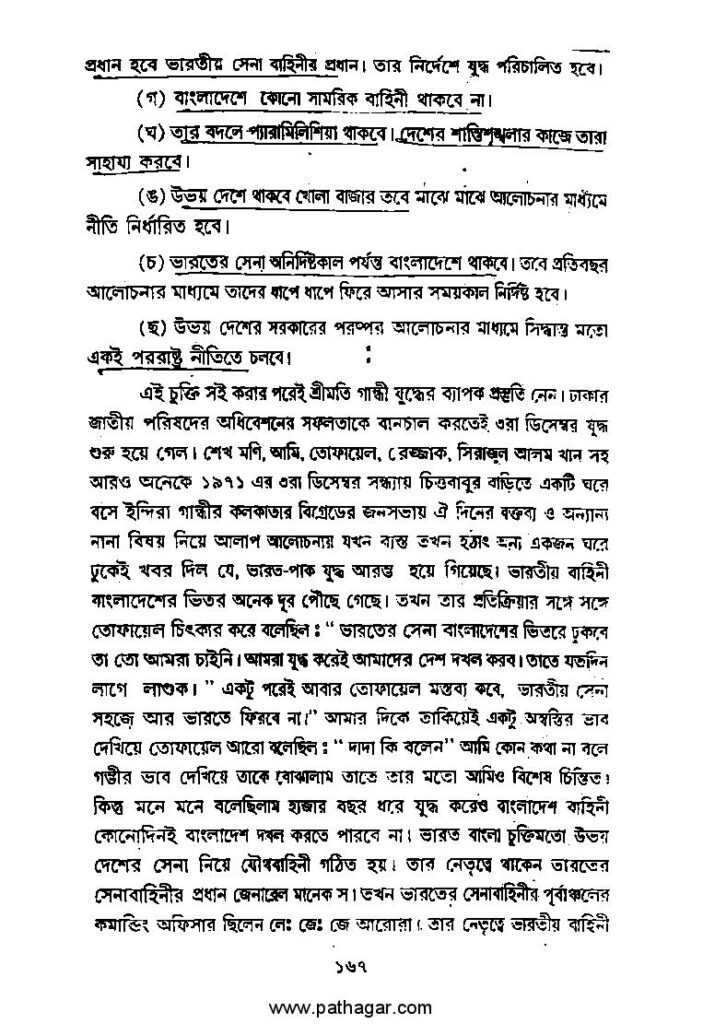 প্রধান হবে ভারতীয় সেনা বাহিনীর প্রধান। তার নির্দেশে যুদ্ধ পরিচালিত হবে।
(গ) বাংলাদেশে কোনো সামরিক বাহিনী থাকবে না।
(ঘ) তার বদলে প্যারামিলিশিয়া থাকবে। দেশের শান্তিশৃঙ্খলার কাজে তারা
সাহায্য করবে।
(ঙ) উভয় দেশে থাকবে খোলা বাজার তবে মাঝে মাঝে আলোচনার মাধ্যমে
নীতি নির্ধারিত হবে।
(চ) ভারতের সেনা অনির্দিষ্টকাল পর্যন্ত বাংলাদেশে থাকবে। তবে প্রতিবছর
আলোচনার মাধ্যমে তাদের ধাপে ধাপে ফিরে আসার সময়কাল নির্দিষ্ট হবে।
(ছ) উভয় দেশের সরকারের পরস্পর আলোচনার মাধ্যমে সিদ্ধান্ত মতো
একই পররাষ্ট্র নীতিতে চলবে।
এই চুক্তি সই করার পরেই শ্রীমতি গান্ধী যুদ্ধের ব্যাপক প্রস্তুতি নেন। ঢাকার
জাতীয় পরিষদের অধিবেশনের সফলতাকে বানচাল করতেই ৩রা ডিসেম্বর যুদ্ধ
শুরু হয়ে গেল। শেখ মণি, আমি, তোফায়েল, রেজ্জাক, সিরাজুল আলম খান সহ
আরও অনেকে ১৯৭১ এর ৩রা ডিসেম্বর সন্ধ্যায় চিত্তবাবুর বাড়িতে একটি ঘরে
বসে ইন্দিরা গান্ধীর কলকাতার বিগ্রেডের জনসভায় ঐ দিনের বক্তব্য ও অন্যান্য
নানা বিষয় নিয়ে আলাপ আলোচনায় যখন ব্যস্ত তখন হঠাৎ অন্য একজন ঘরে
ঢুকেই খবর দিল যে, ভারত-পাক যুদ্ধ আরম্ভ হয়ে গিয়েছে। ভারতীয় বাহিনী
বাংলাদেশের ভিতর অনেক দূর পৌছে গেছে। তখন তার প্রতিক্রিয়ার সঙ্গে সঙ্গে
তোফায়েল চিৎকার করে বলেছিল : “ ভারতের সেনা বাংলাদেশের ভিতরে ঢুকবে
তা তো আমরা চাইনি। আমরা যুদ্ধ করেই আমাদের দেশ দখল করব। তাতে যতদিন
লাগে লাগুক। ” একটু পরেই আবার তোফায়েল মন্তব্য কবে, ভারতীয় সেনা
সহজে আর ভারতে ফিরবে না।” আমার দিকে তাকিয়েই একটু অস্বস্তির ভাব
দেখিয়ে তোফায়েল আরো বলেছিল : “ দাদা কি বলেন” আমি কোন কথা না বলে
গম্ভীর ভাব দেখিয়ে তাকে বোঝালাম তাতে তার মতো আমিও বিশেষ চিন্তিত।
কিন্তু মনে মনে বলেছিলাম হাজার বছর ধরে যুদ্ধ করেও বাংলাদেশ বাহিনী
কোনোদিনই বাংলাদেশ দখল করতে পারবে না। ভারত বাংলা চুক্তিমতো উভয়
দেশের সেনা নিয়ে যৌথবাহিনী গঠিত হয়। তার নেতৃত্বে থাকেন ভারতের
সেনাবাহিনীর প্রধান জেনারেল মানেক স। তখন ভারতের সেনাবাহিনীর পূর্বাঞ্চলের
কমান্ডিং অফিসার ছিলেন লে: জে: জে আরোরা। তার নেতৃত্বে ভারতীয় বাহিনী
১৬৭
www.pathagar.com